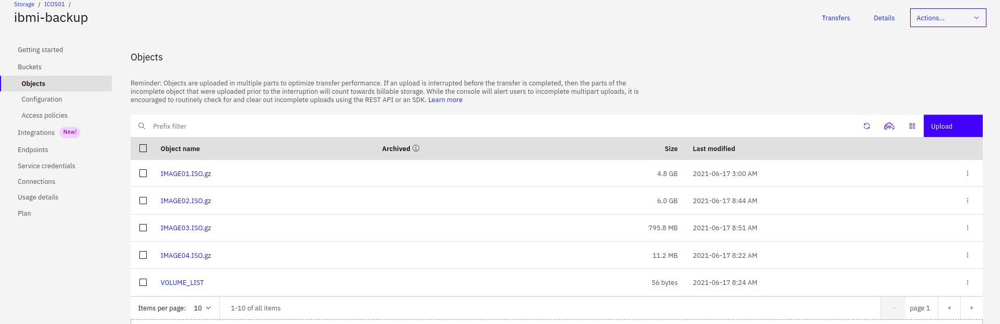 Storage / ICOS01 /
ibmi-backup
Transfers Details Actions...
Getting started
Buckets
Objects
Configuration
Access policies
Integrations New!
Endpoints
Service credentials
Connections
Usage details
Plan
Objects
Reminder: Objects are uploaded in multiple parts to optimize transfer performance. If an upload is interrupted before the transfer is completed, then the parts of the
incomplete object that were uploaded prior to the interruption will count towards billable storage. While the console will alert users to incomplete multipart uploads, it is
encouraged to routinely check for and clear out incomplete uploads using the REST API or an SDK. Learn more
Prefix filter SQL Upload
Object name Archived Size Last modified
IMAGE01.ISO.gz 4.8 GB 2021-06-17 3:00 AM
IMAGE02.ISO.gz 6.0 GB 2021-06-17 8:44 AM
IMAGE03.ISO.gz 795.8 MB 2021-06-17 8:51 AM
IMAGE04.ISO.gz 11.2 MB 2021-06-17 8:22 AM
VOLUME_LIST 56 bytes 2021-06-17 8:24 AM
Items per page: 10 1-10 of all items page 1